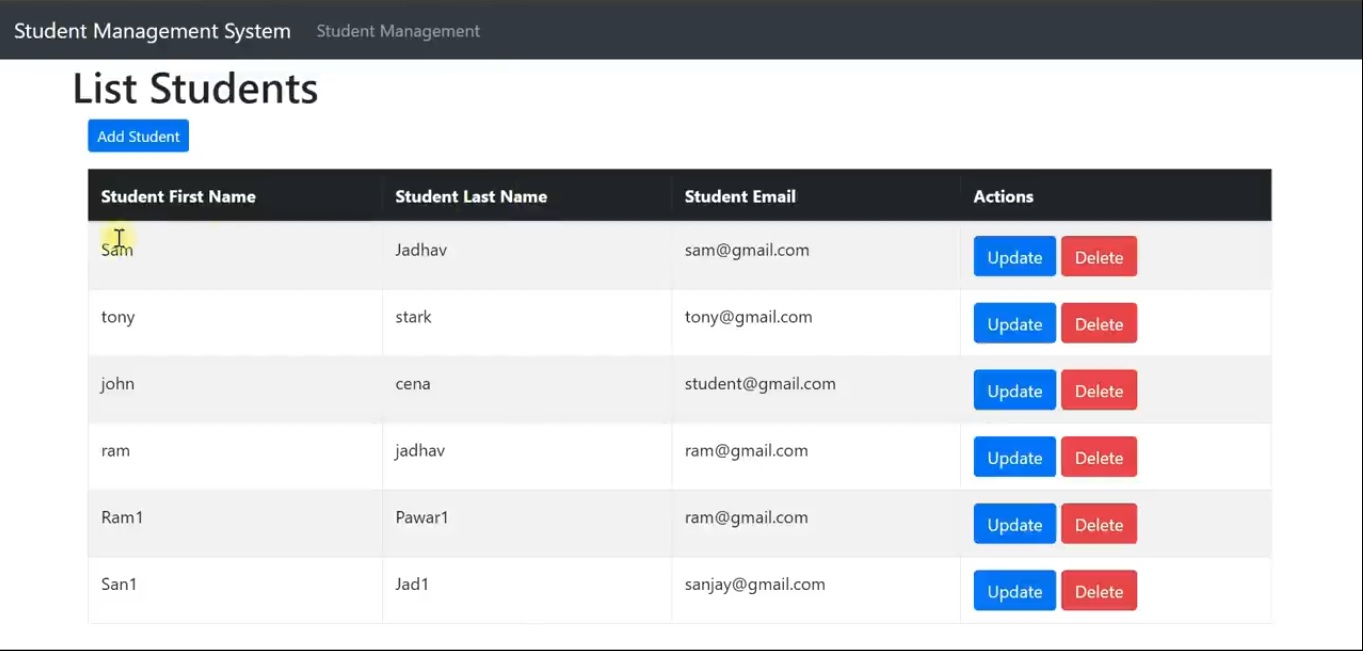 Student Management System Student Management
List Students
Add Student
Student First Name Student Last Name Student Email Actions
Sam Jadhav sam@gmail.com Update Delete
tony stark tony@gmail.com Update Delete
john cena student@gmail.com Update Delete
ram jadhav ram@gmail.com Update Delete
Ram1 Pawar1 ram@gmail.com Update Delete
San1 Jad1 sanjay@gmail.com Update Delete